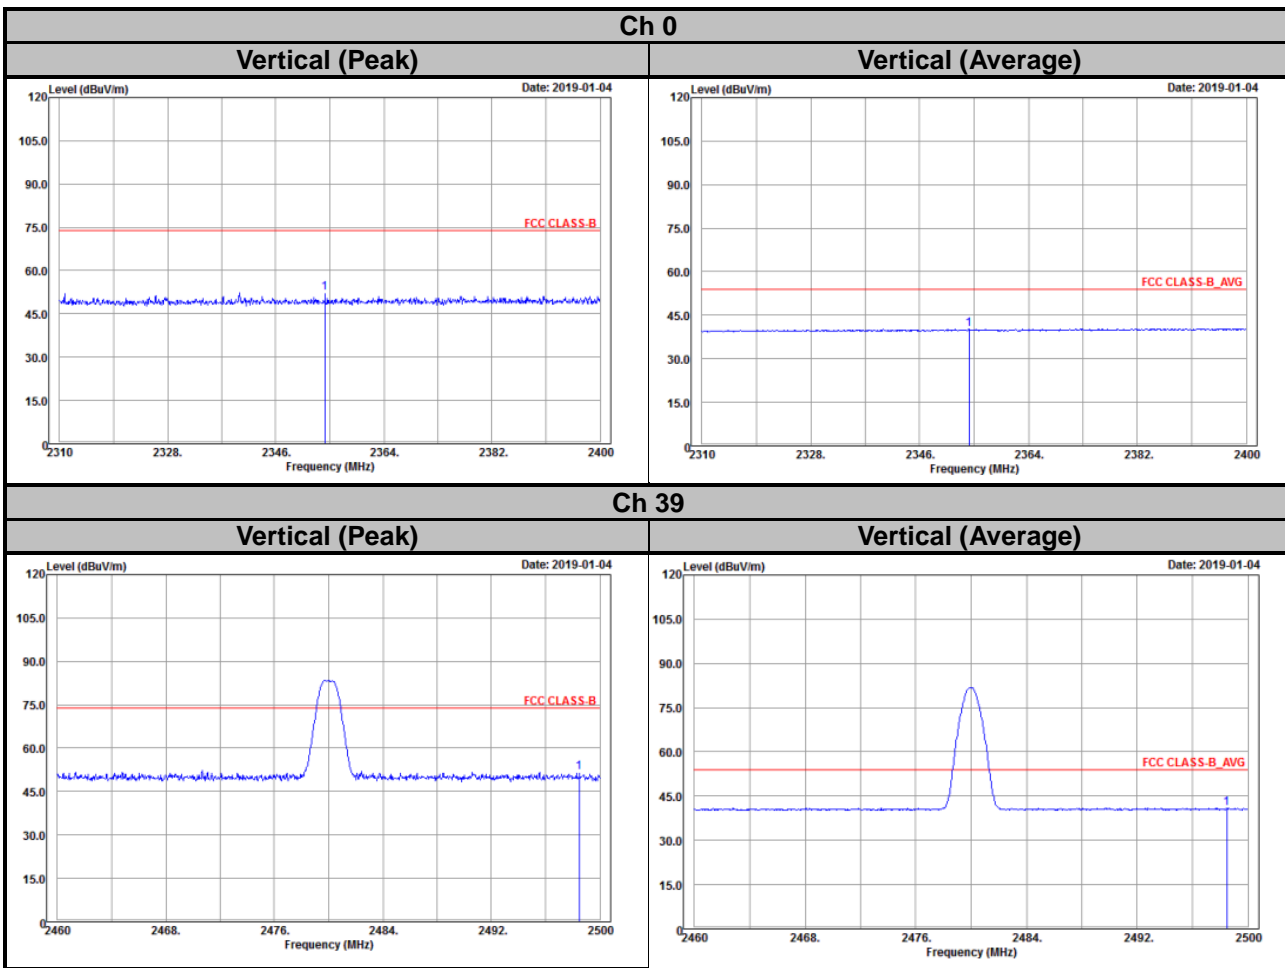 Ch 0
Vertical (Peak) Vertical (Average)
Level (dBuV/m) Date: 2019-01-04
120
105.0
90.0
75.0
FCC CLASS-B
60.0
1
45.0
30.0
15.0
0
2310 2328. 2346. 2364. 2382. 2400
Frequency (MHz)
Level (dBuV/m) Date: 2019-01-04
120
105.0
90.0
75.0
60.0
FCC CLASS-B_AVG
45.0
1
30.0
15.0
0
2310 2328. 2346. 2364. 2382. 2400
Frequency (MHz)
Ch 39
Vertical (Peak) Vertical (Average)
Level (dBuV/m) Date: 2019-01-04
120
105.0
90.0
75.0
FCC CLASS-B
60.0
1
45.0
30.0
15.0
0
2460 2468. 2476. 2484. 2492. 2500
Frequency (MHz)
Level (dBuV/m) Date: 2019-01-04
120
105.0
90.0
75.0
60.0
FCC CLASS-B_AVG
45.0
1
30.0
15.0
0
2460 2468. 2476. 2484. 2492. 2500
Frequency (MHz)